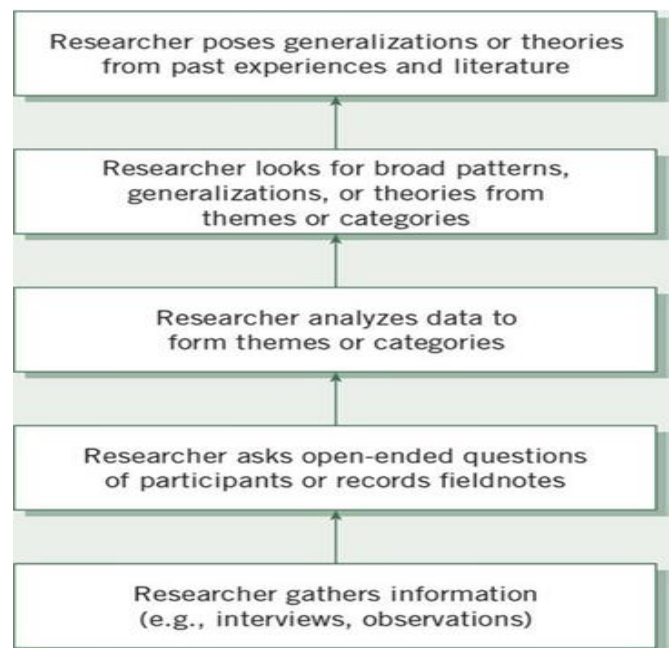 Researcher poses generalizations or theories
from past experiences and literature
Researcher looks for broad patterns,
generalizations, or theories from
themes or categories
Researcher analyzes data to
form themes or categories
Researcher asks open-ended questions
of participants or records fieldnotes
Researcher gathers information
(e.g., interviews, observations)